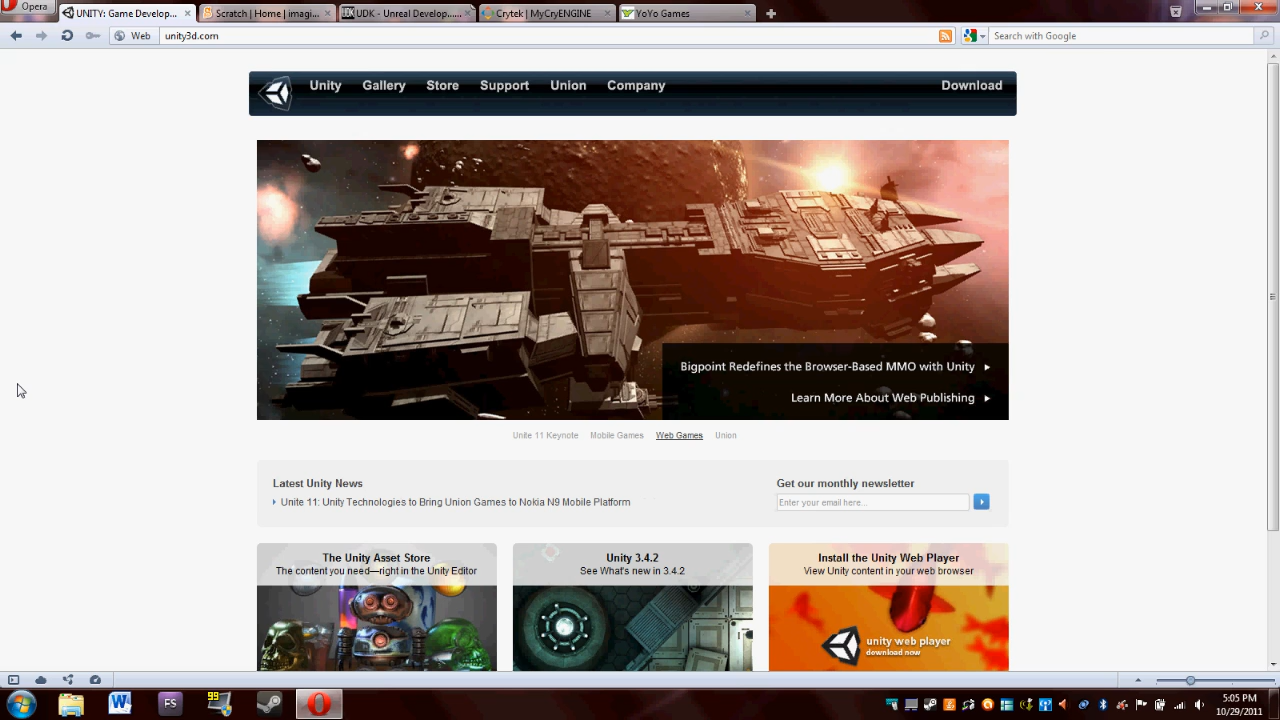 Opera
UNITY: Game Develop...
Scratch | Home | imagi...
UDK - Unreal Develop...
Crytek | MyCryENGINE
YoYo Games
Web
unity3d.com
Search with Google
Unity
Gallery
Store
Support
Union
Company
Download
Bigpoint Redefines the Browser-Based MMO with Unity
Learn More About Web Publishing
Unite 11 Keynote
Mobile Games
Web Games
Union
Latest Unity News
Unite 11: Unity Technologies to Bring Union Games to Nokia N9 Mobile Platform
Get our monthly newsletter
Enter your email here...
The Unity Asset Store
The content you need—right in the Unity Editor
Unity 3.4.2
See What's new in 3.4.2
Install the Unity Web Player
View Unity content in your web browser
unity web player
download now
FS
99
5:05 PM
10/29/2011